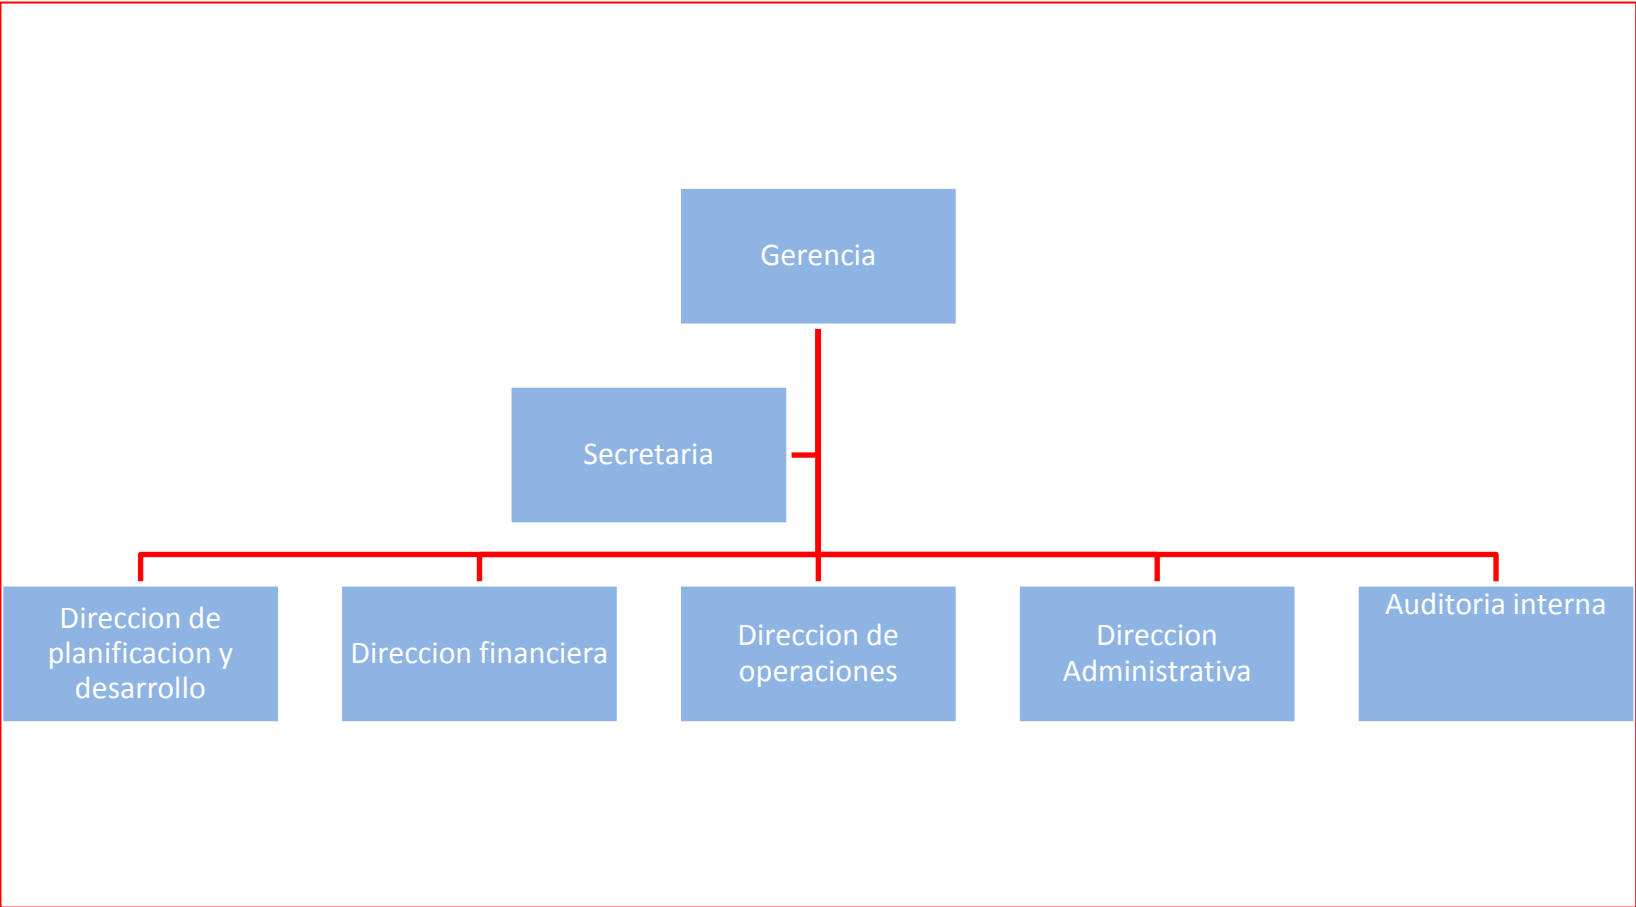 Gerencia
Secretaria
Direccion de
planificacion y
desarrollo
Direccion financiera
Direccion de
operaciones
Direccion
Administrativa
Auditoria interna